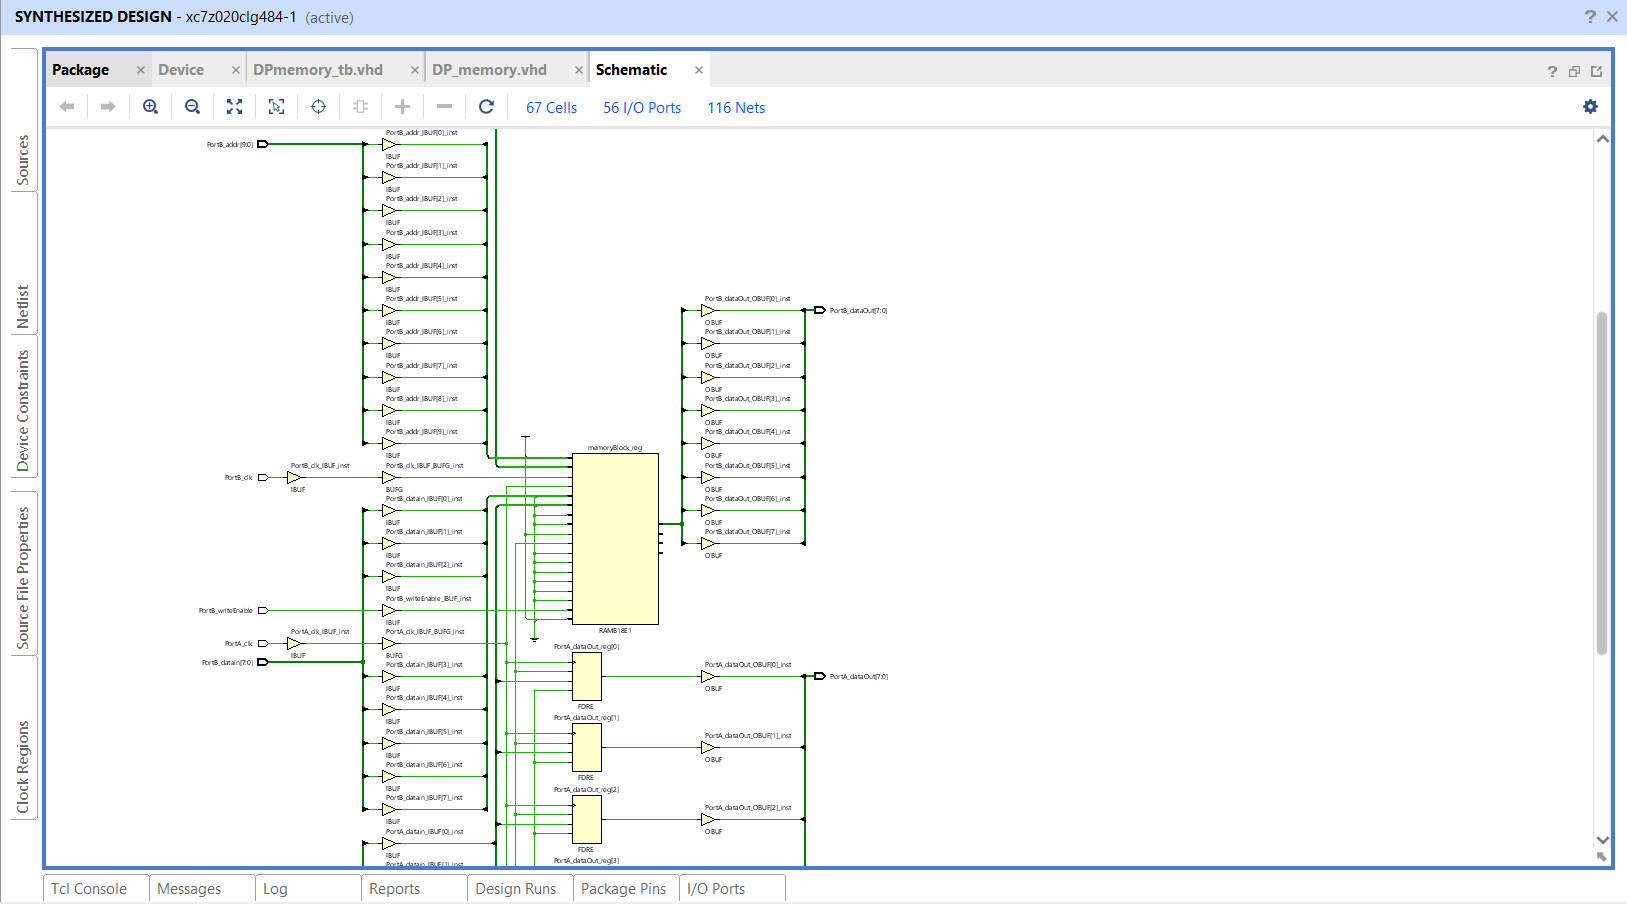 SYNTHESIZED DESIGN - xc7z020clg484-1 (active)
Package
Device
DPmemory_tb.vhd
DP_memory.vhd
Schematic
67 Cells
56 I/O Ports
116 Nets
Sources
Netlist
Device Constraints
Source File Properties
Clock Regions
PortB_addr[9:0]
PortB_addr_IBUF[0]_inst
IBUF
PortB_addr_IBUF[1]_inst
IBUF
PortB_addr_IBUF[2]_inst
IBUF
PortB_addr_IBUF[3]_inst
IBUF
PortB_addr_IBUF[4]_inst
IBUF
PortB_addr_IBUF[5]_inst
IBUF
PortB_addr_IBUF[6]_inst
IBUF
PortB_addr_IBUF[7]_inst
IBUF
PortB_addr_IBUF[8]_inst
IBUF
PortB_addr_IBUF[9]_inst
IBUF
PortB_clk
PortB_clk_IBUF_inst
IBUF
PortB_clk_IBUF_BUFG_inst
BUFG
PortB_datain_IBUF[0]_inst
IBUF
PortB_datain_IBUF[1]_inst
IBUF
PortB_datain_IBUF[2]_inst
IBUF
PortB_writeEnable
PortB_writeEnable_IBUF_inst
IBUF
PortA_clk
PortA_clk_IBUF_inst
IBUF
PortA_clk_IBUF_BUFG_inst
BUFG
PortB_datain[7:0]
PortB_datain_IBUF[3]_inst
IBUF
PortB_datain_IBUF[4]_inst
IBUF
PortB_datain_IBUF[5]_inst
IBUF
PortB_datain_IBUF[6]_inst
IBUF
PortB_datain_IBUF[7]_inst
IBUF
PortA_datain_IBUF[0]_inst
IBUF
PortA_datain_IBUF[1]_inst
memoryBlock_reg
RAMB18E1
PortA_dataOut_reg[0]
FDRE
PortA_dataOut_reg[1]
FDRE
PortA_dataOut_reg[2]
FDRE
PortA_dataOut_reg[3]
PortB_dataOut_OBUF[0]_inst
OBUF
PortB_dataOut[7:0]
PortB_dataOut_OBUF[1]_inst
OBUF
PortB_dataOut_OBUF[2]_inst
OBUF
PortB_dataOut_OBUF[3]_inst
OBUF
PortB_dataOut_OBUF[4]_inst
OBUF
PortB_dataOut_OBUF[5]_inst
OBUF
PortB_dataOut_OBUF[6]_inst
OBUF
PortB_dataOut_OBUF[7]_inst
OBUF
PortA_dataOut_OBUF[0]_inst
OBUF
PortA_dataOut[7:0]
PortA_dataOut_OBUF[1]_inst
OBUF
PortA_dataOut_OBUF[2]_inst
OBUF
Tcl Console
Messages
Log
Reports
Design Runs
Package Pins
I/O Ports